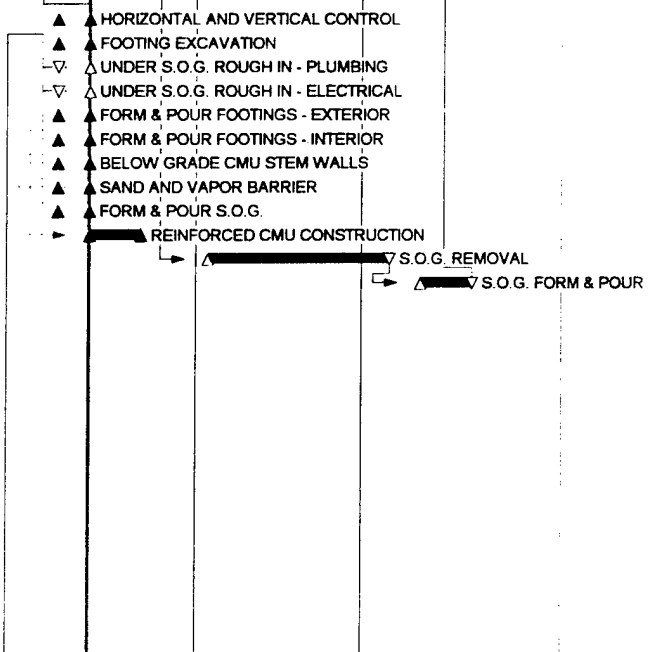 HORIZONTAL AND VERTICAL CONTROL
FOOTING EXCAVATION
UNDER S.O.G. ROUGH IN - PLUMBING
UNDER S.O.G. ROUGH IN - ELECTRICAL
FORM & POUR FOOTINGS - EXTERIOR
FORM & POUR FOOTINGS - INTERIOR
BELOW GRADE CMU STEM WALLS
SAND AND VAPOR BARRIER
FORM & POUR S.O.G.
REINFORCED CMU CONSTRUCTION
S.O.G. REMOVAL
S.O.G. FORM & POUR